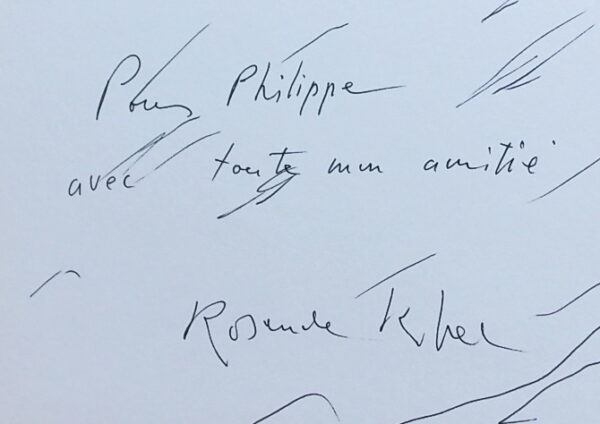 Pour Philippe
avec toute mon amitié